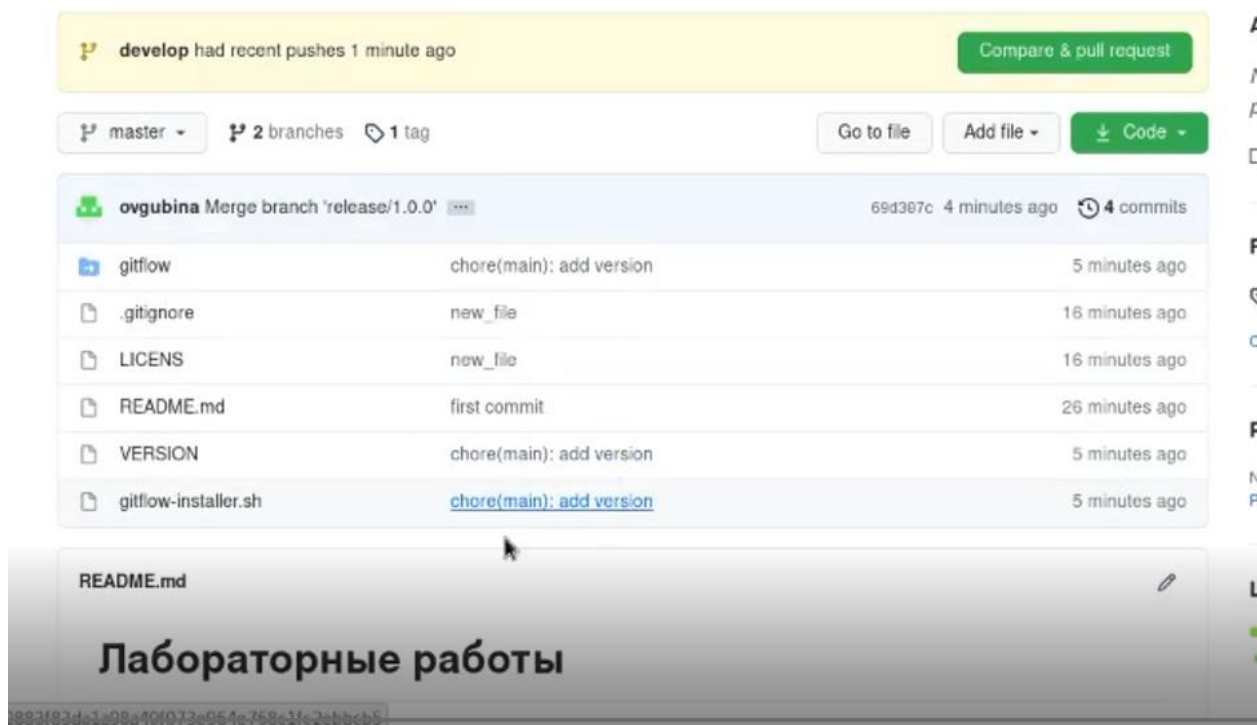 develop had recent pushes 1 minute ago Compare & pull request
master 2 branches 1 tag Go to file Add file Code
ovgubina Merge branch 'release/1.0.0' ... 69d307c 4 minutes ago 4 commits
gitflow chore(main): add version 5 minutes ago
.gitignore new_file 16 minutes ago
LICENS new_file 16 minutes ago
README.md first commit 26 minutes ago
VERSION chore(main): add version 5 minutes ago
gitflow-installer.sh chore(main): add version 5 minutes ago
README.md
Лабораторные работы